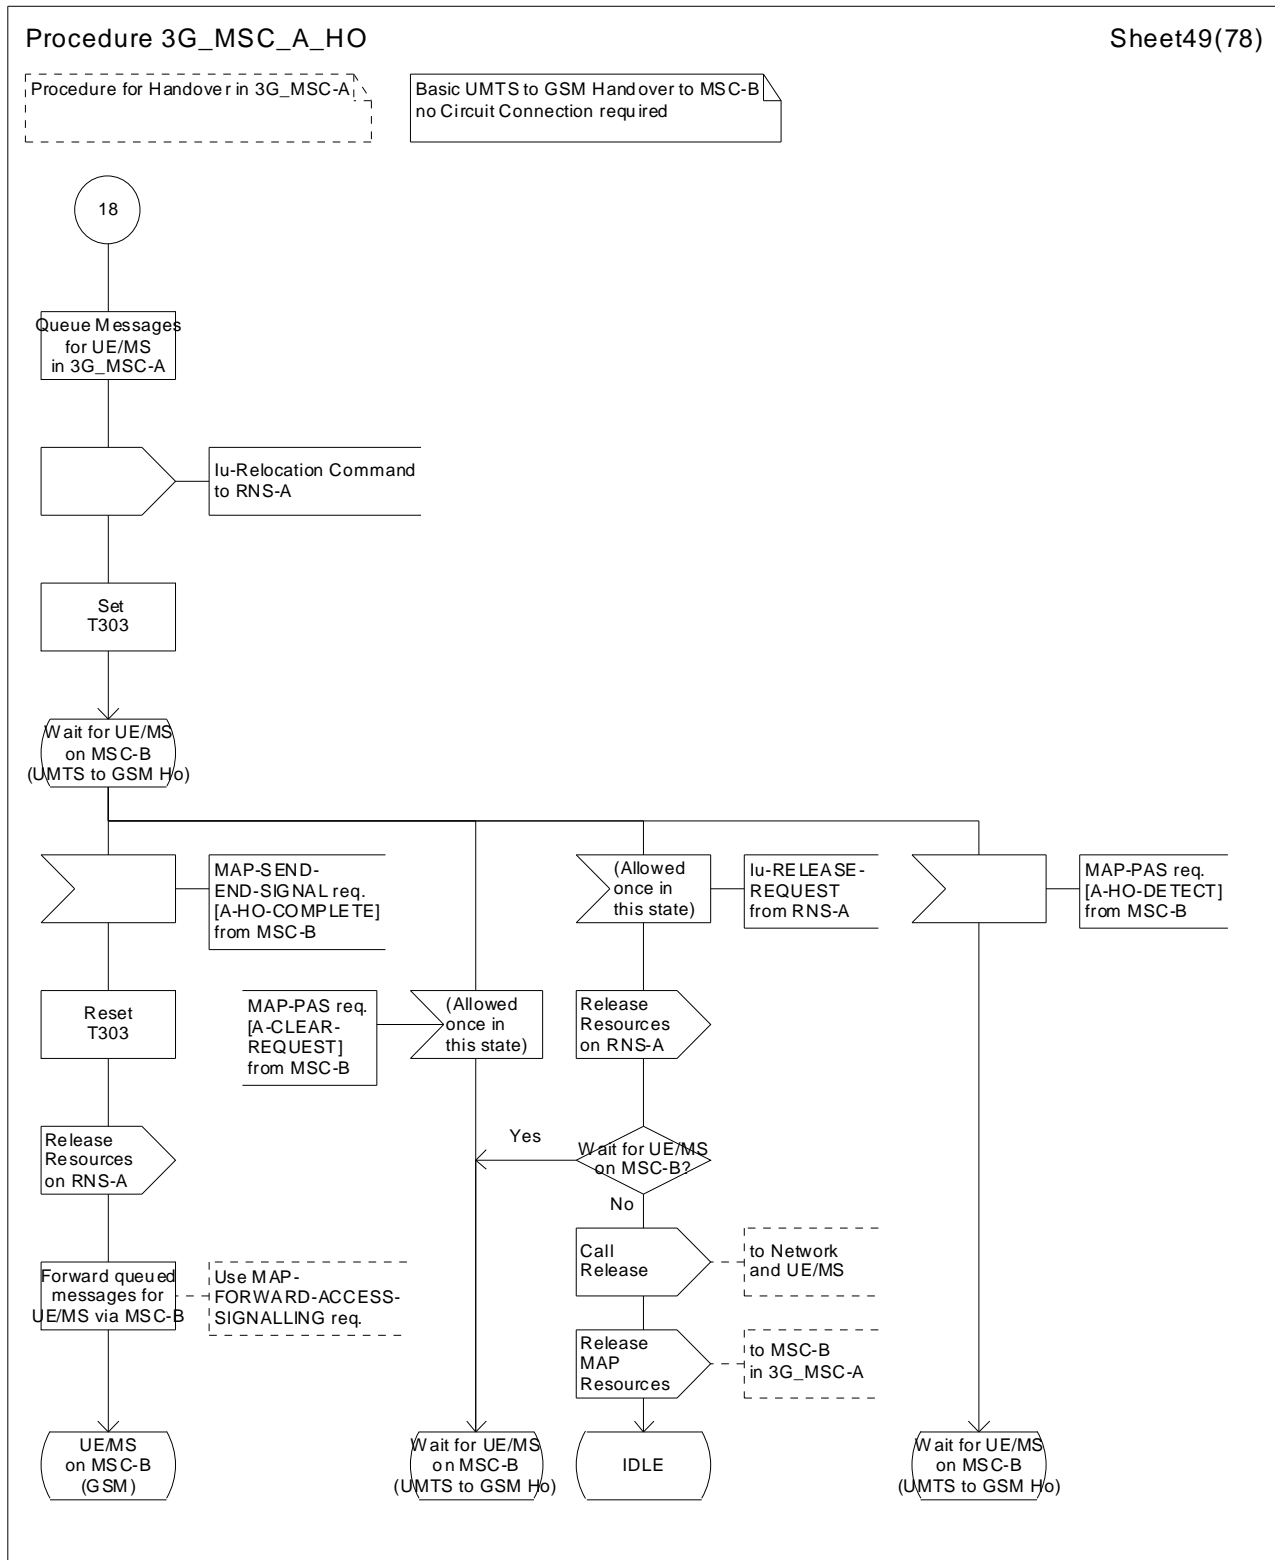 Procedure 3G_MSC_A_HO
Sheet49(78)
Procedure for Handover in 3G_MSC-A
Basic UMTS to GSM Handover to MSC-B
no Circuit Connection required
18
Queue Messages
for UE/MS
in 3G_MSC-A
Iu-Relocation Command
to RNS-A
Set
T303
Wait for UE/MS
on MSC-B
(UMTS to GSM Ho)
MAP-SEND-
END-SIGNAL req.
[A-HO-COMPLETE]
from MSC-B
(Allowed
once in
this state)
Iu-RELEASE-
REQUEST
from RNS-A
MAP-PAS req.
[A-HO-DETECT]
from MSC-B
Reset
T303
MAP-PAS req.
[A-CLEAR-
REQUEST]
from MSC-B
(Allowed
once in
this state)
Release
Resources
on RNS-A
Release
Resources
on RNS-A
Yes
Wait for UE/MS
on MSC-B?
No
Forward queued
messages for
UE/MS via MSC-B
Use MAP-
FORWARD-ACCESS-
SIGNALLING req.
Call
Release
to Network
and UE/MS
Release
MAP
Resources
to MSC-B
in 3G_MSC-A
UE/MS
on MSC-B
(GSM)
Wait for UE/MS
on MSC-B
(UMTS to GSM Ho)
IDLE
Wait for UE/MS
on MSC-B
(UMTS to GSM Ho)